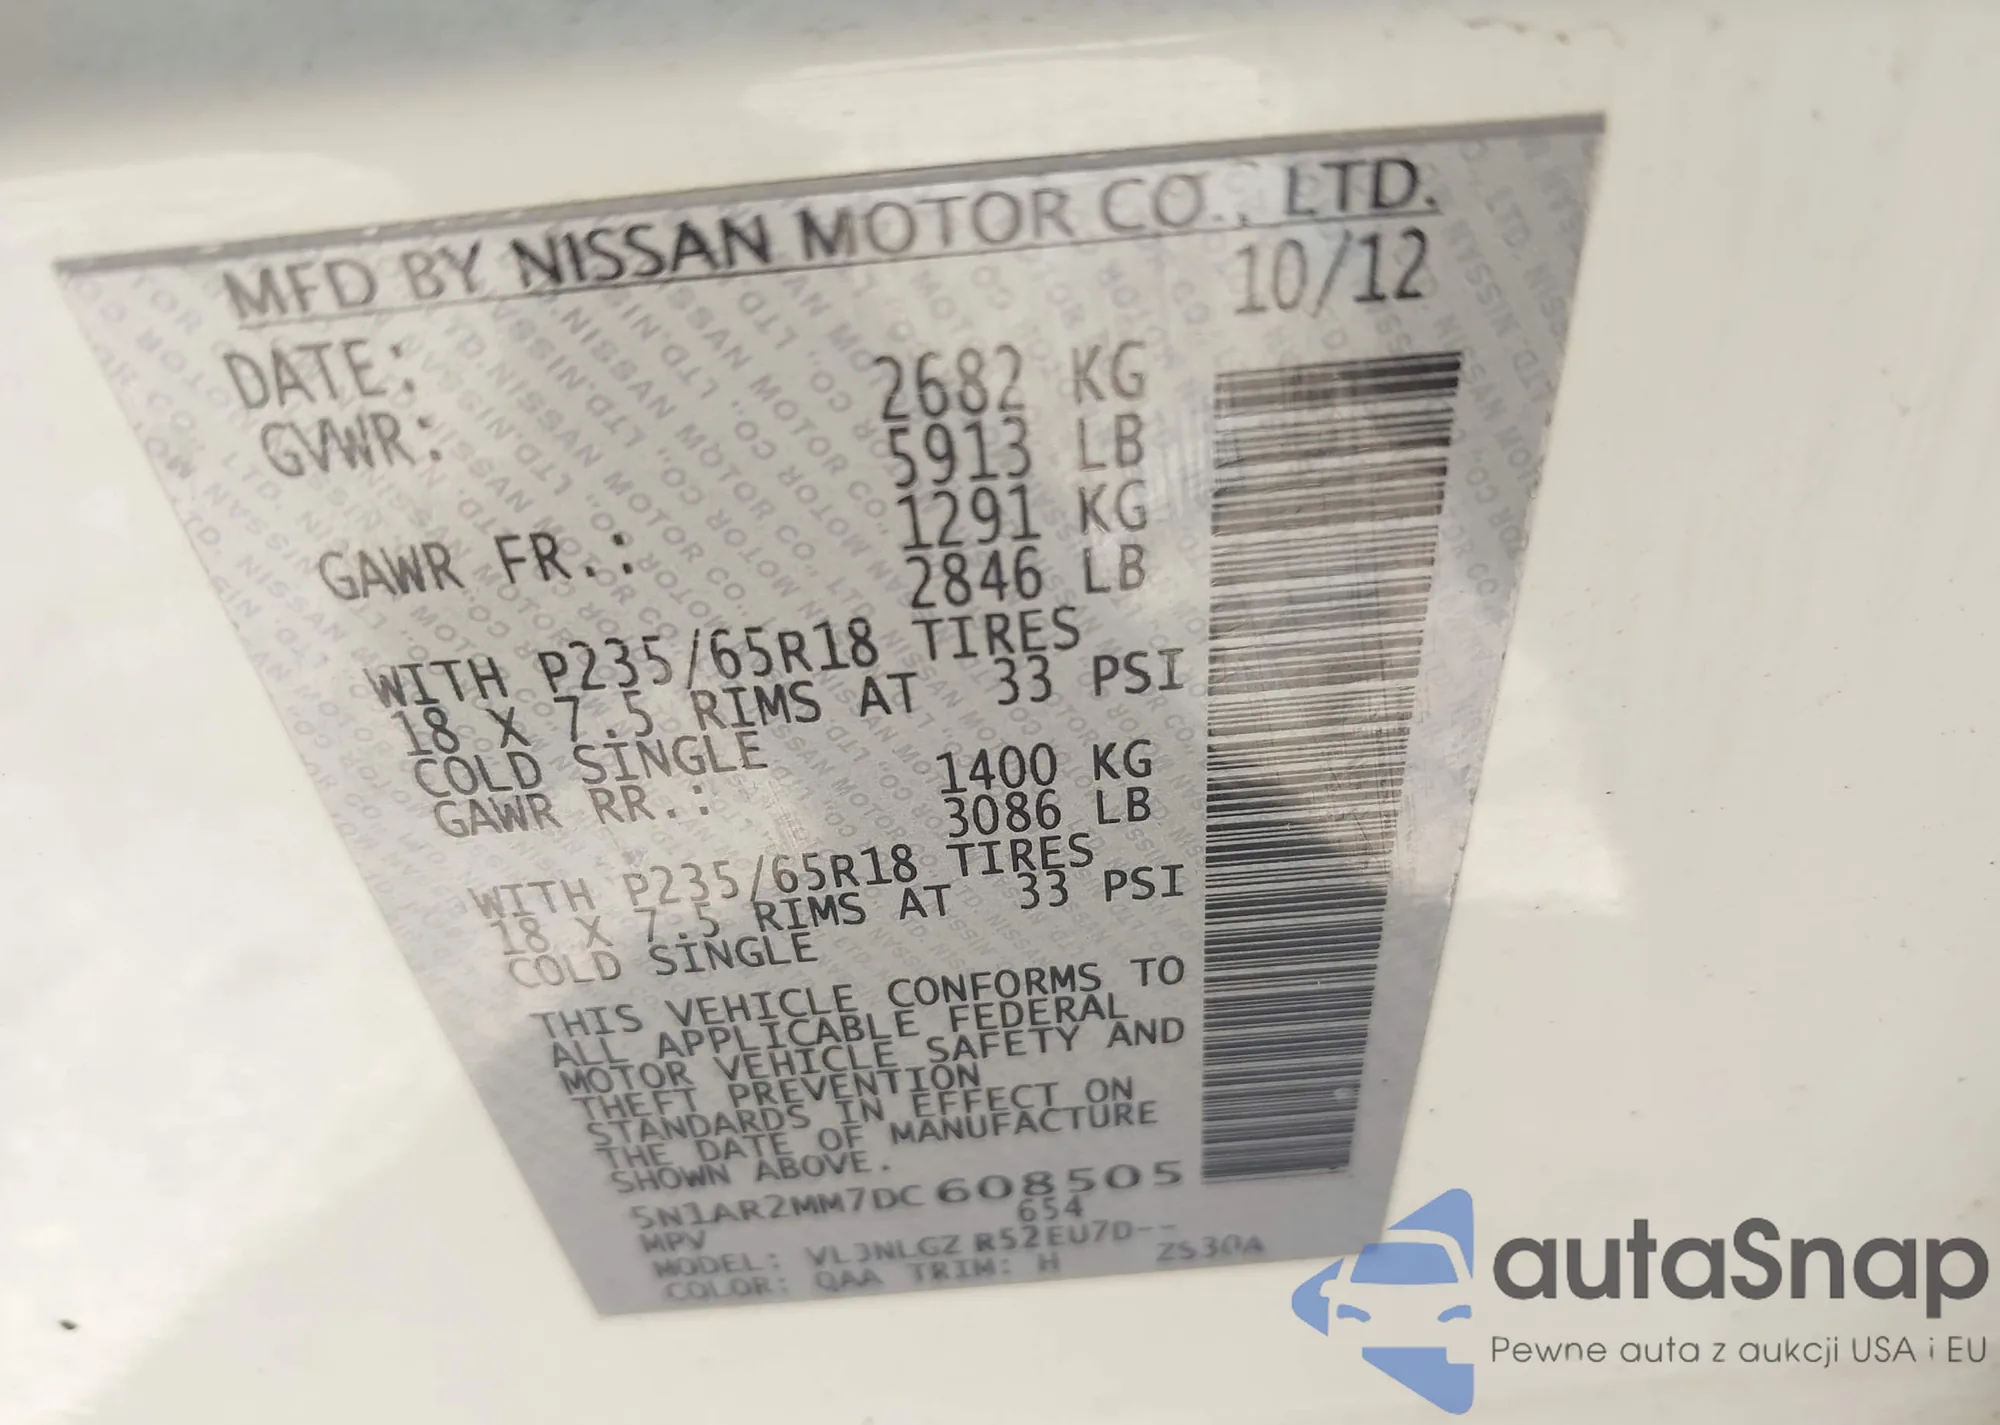 MFD BY NISSAN MOTOR CO., LTD.
DATE: 10/12
GVWR: 2682 KG
5913 LB
GAWR FR.: 1291 KG
2846 LB
WITH P235/65R18 TIRES
18 X 7.5 RIMS AT 33 PSI
COLD SINGLE
GAWR RR.: 1400 KG
3086 LB
WITH P235/65R18 TIRES
18 X 7.5 RIMS AT 33 PSI
COLD SINGLE
THIS VEHICLE CONFORMS TO
ALL APPLICABLE FEDERAL
MOTOR VEHICLE SAFETY AND
THEFT PREVENTION
STANDARDS IN EFFECT ON
THE DATE OF MANUFACTURE
SHOWN ABOVE.
5N1AR2MM7DC608505
MPV 654
MODEL: VL3NLGZ R52EU7D--
COLOR: QAA TRIM: H ZS30A
autaSnap
Pewne auta z aukcji USA i EU